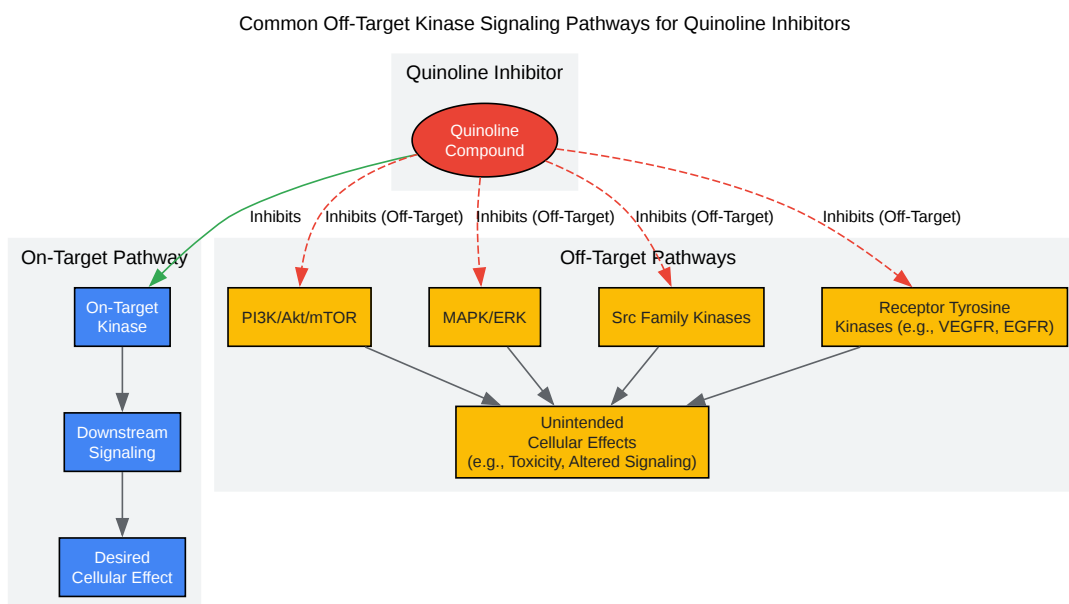 Common Off-Target Kinase Signaling Pathways for Quinoline Inhibitors
Quinoline Inhibitor
Quinoline
Compound
Inhibits
Inhibits (Off-Target)
Inhibits (Off-Target)
Inhibits (Off-Target)
Inhibits (Off-Target)
On-Target Pathway
Off-Target Pathways
On-Target
Kinase
PI3K/Akt/mTOR
MAPK/ERK
Src Family Kinases
Receptor Tyrosine
Kinases (e.g., VEGFR, EGFR)
Downstream
Signaling
Unintended
Cellular Effects
(e.g., Toxicity, Altered Signaling)
Desired
Cellular Effect